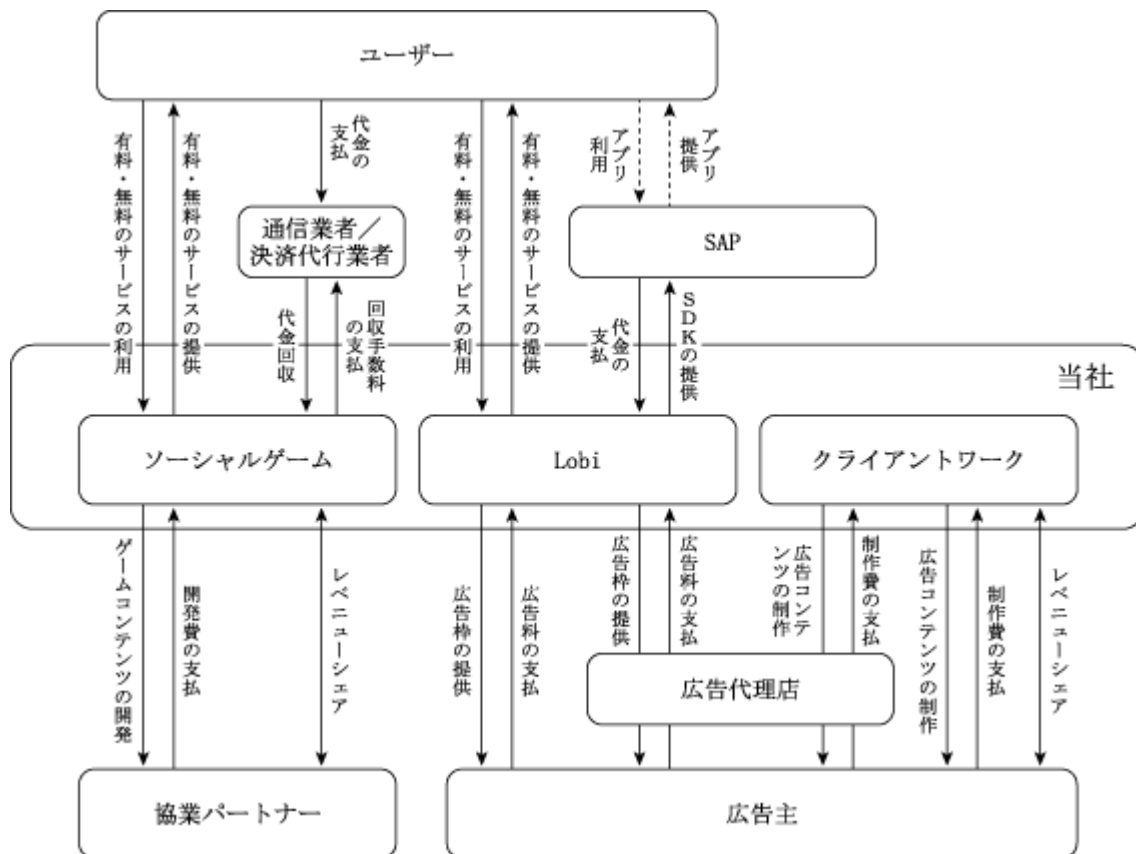 ユーザー
有料・無料のサービスの利用
有料・無料のサービスの提供
代金の
支払
有料・無料のサービスの利用
有料・無料のサービスの提供
アプリ
利用
アプリ
提供
通信業者／
決済代行業者
SAP
代金回収
回収手数料
の支払
代金の
支払
SDKの提供
当社
ソーシャルゲーム
Lobi
クライアントワーク
ゲームコンテンツの開発
開発費の支払
レベニューシェア
広告枠の提供
広告料の支払
広告枠の提供
広告料の支払
広告コンテ
ンツの制作
制作費の支払
広告コンテンツの制作
制作費の支払
レベニューシェア
広告代理店
協業パートナー
広告主